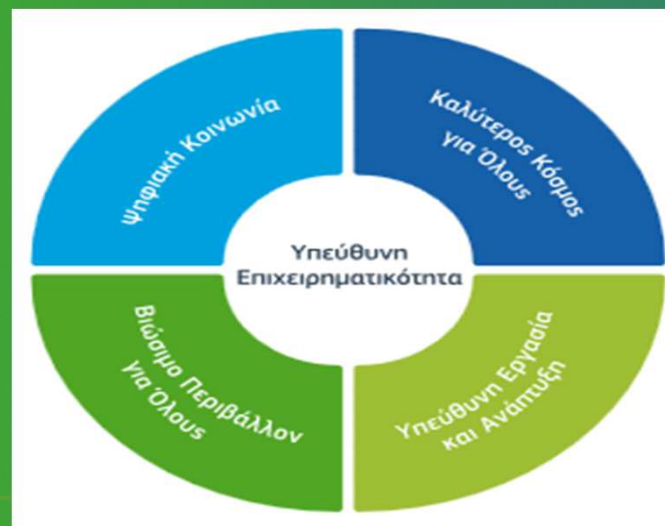 Ψηφιακή Κοινωνία
Καλύτερος Κόσμος
για Όλους
Υπεύθυνη
Επιχειρηματικότητα
Βιώσιμο Περιβάλλον
για Όλους
Υπεύθυνη Εργασία
και Ανάπτυξη